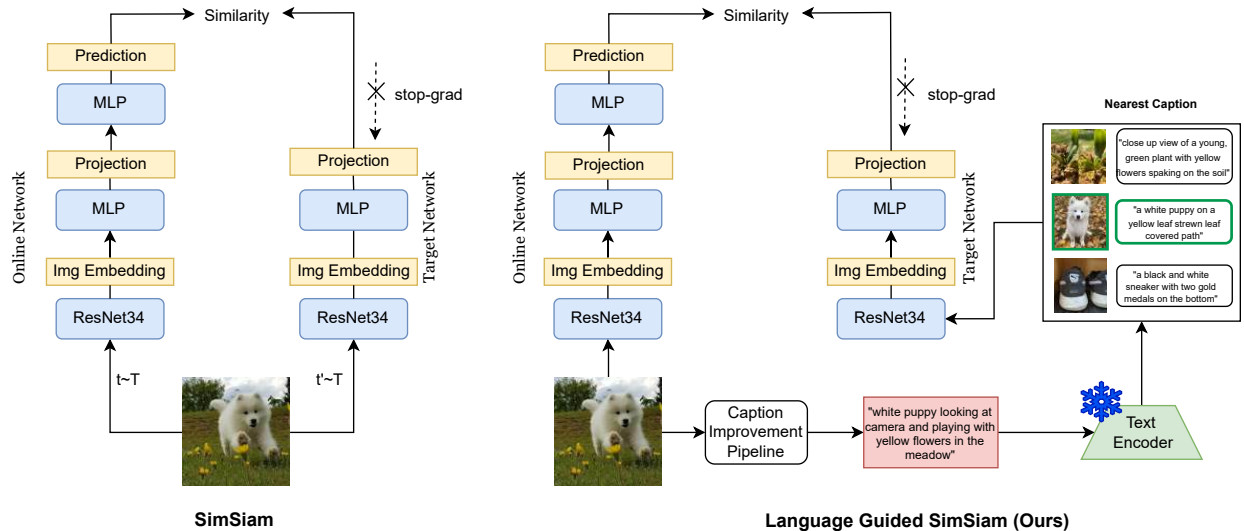 Similarity
Prediction
MLP
stop-grad
Projection
Projection
MLP
MLP
Online Network
Target Network
Img Embedding
Img Embedding
ResNet34
ResNet34
t~T
t'~T
SimSiam
Similarity
Prediction
MLP
stop-grad
Projection
Projection
MLP
MLP
Online Network
Target Network
Img Embedding
Img Embedding
ResNet34
ResNet34
Nearest Caption
"close up view of a young,
green plant with yellow
flowers spaking on the soil"
"a white puppy on a
yellow leaf strewn leaf
covered path"
"a black and white
sneaker with two gold
medals on the bottom"
Caption
Improvement
Pipeline
"white puppy looking at
camera and playing with
yellow flowers in the
meadow"
Text
Encoder
Language Guided SimSiam (Ours)